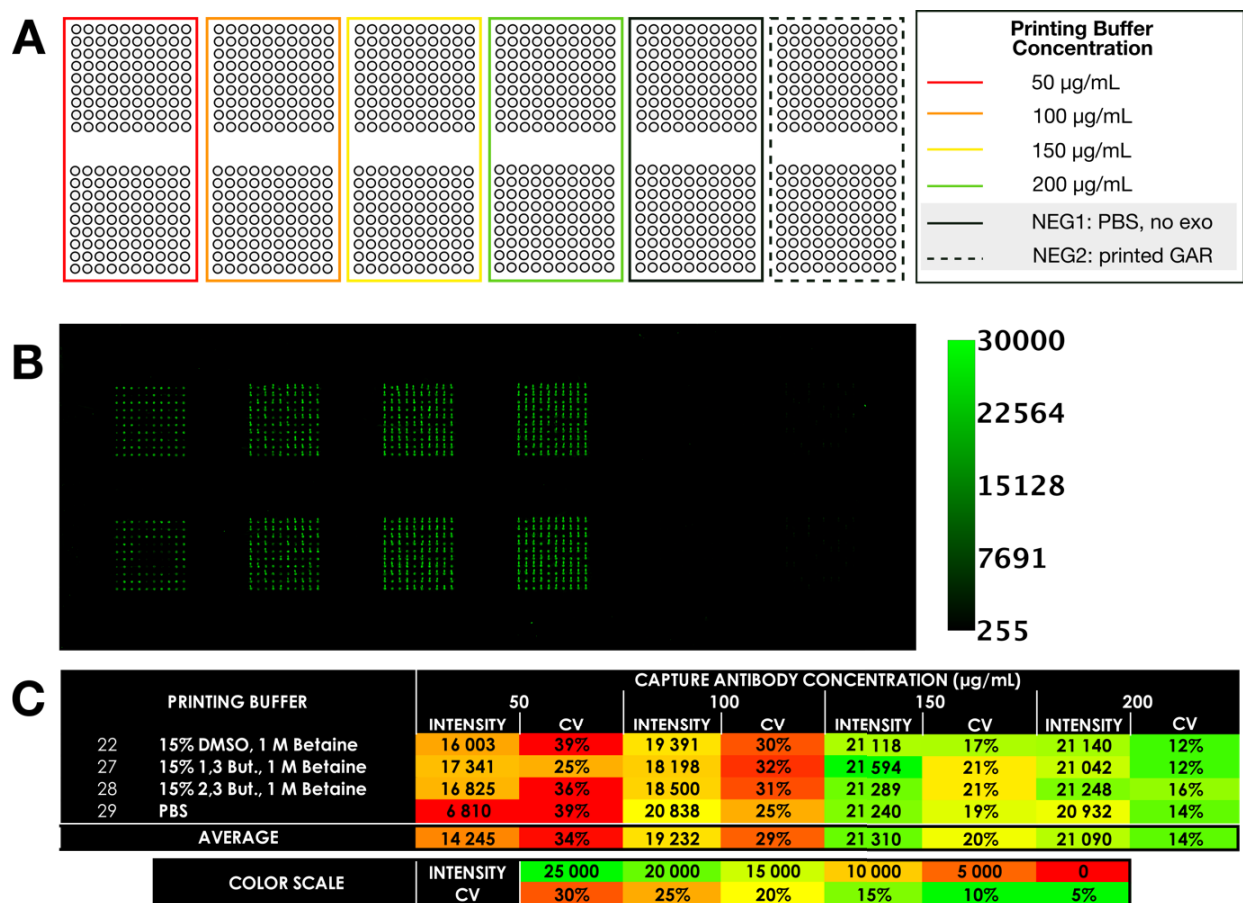 A
Printing Buffer
Concentration
50 µg/mL
100 µg/mL
150 µg/mL
200 µg/mL
NEG1: PBS, no exo
NEG2: printed GAR
B
30000
22564
15128
7691
255
C
PRINTING BUFFER CAPTURE ANTIBODY CONCENTRATION (µg/mL)
50 100 150 200
INTENSITY CV INTENSITY CV INTENSITY CV INTENSITY CV
22 15% DMSO, 1 M Betaine 16 003 39% 19 391 30% 21 118 17% 21 140 12%
27 15% 1,3 But., 1 M Betaine 17 341 25% 18 198 32% 21 594 21% 21 042 12%
28 15% 2,3 But., 1 M Betaine 16 825 36% 18 500 31% 21 289 21% 21 248 16%
29 PBS 6 810 39% 20 838 25% 21 240 19% 20 932 14%
AVERAGE 14 245 34% 19 232 29% 21 310 20% 21 090 14%
COLOR SCALE INTENSITY 25 000 20 000 15 000 10 000 5 000 0
CV 30% 25% 20% 15% 10% 5%